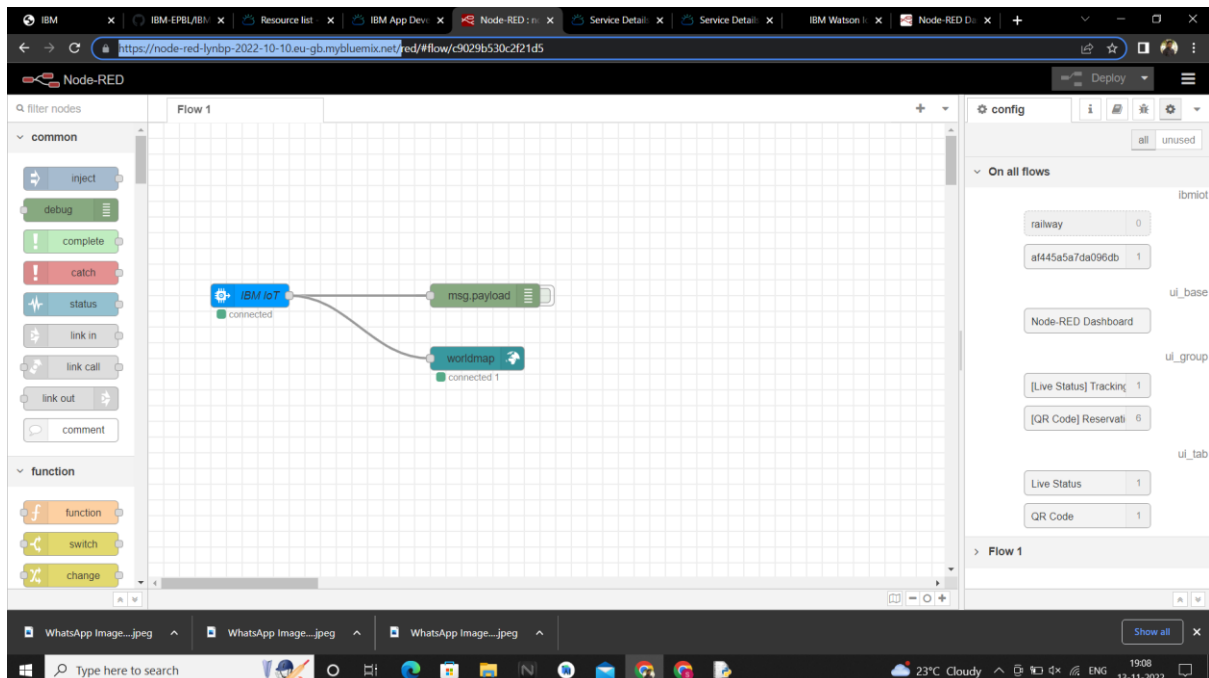 IBM
IBM-EPBL/IBM
Resource list -
IBM App Deve
Node-RED : n
Service Details
Service Details
IBM Watson I
Node-RED Da
https://node-red-lynbp-2022-10-10.eu-gb.mybluemix.net/red/#flow/c9029b530c2f21d5
Node-RED
Deploy
filter nodes
Flow 1
config
i
all unused
common
On all flows
ibmiot
inject
railway 0
debug
complete
af445a5a7da096db 1
catch
ui_base
IBM IoT
msg.payload
status
connected
Node-RED Dashboard
link in
ui_group
worldmap
link call
connected 1
[Live Status] Tracking 1
link out
[QR Code] Reservati 6
comment
ui_tab
function
Live Status 1
function
QR Code 1
switch
Flow 1
change
WhatsApp Image....jpeg
WhatsApp Image....jpeg
WhatsApp Image....jpeg
Show all
Type here to search
23°C Cloudy
ENG
19:08
13-11-2022